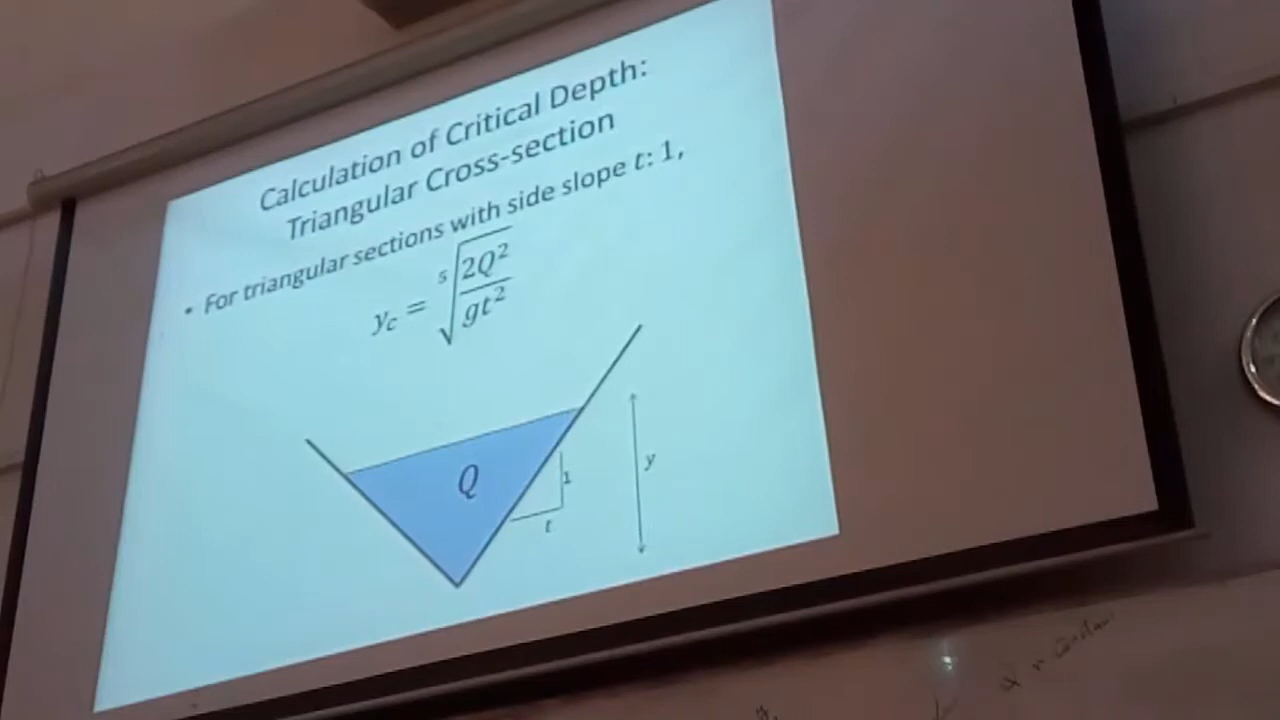 Calculation of Critical Depth:
Triangular Cross-section
• For triangular sections with side slope t: 1,
y_c = ⁵√(2Q²/gt²)
Q
1
t
y